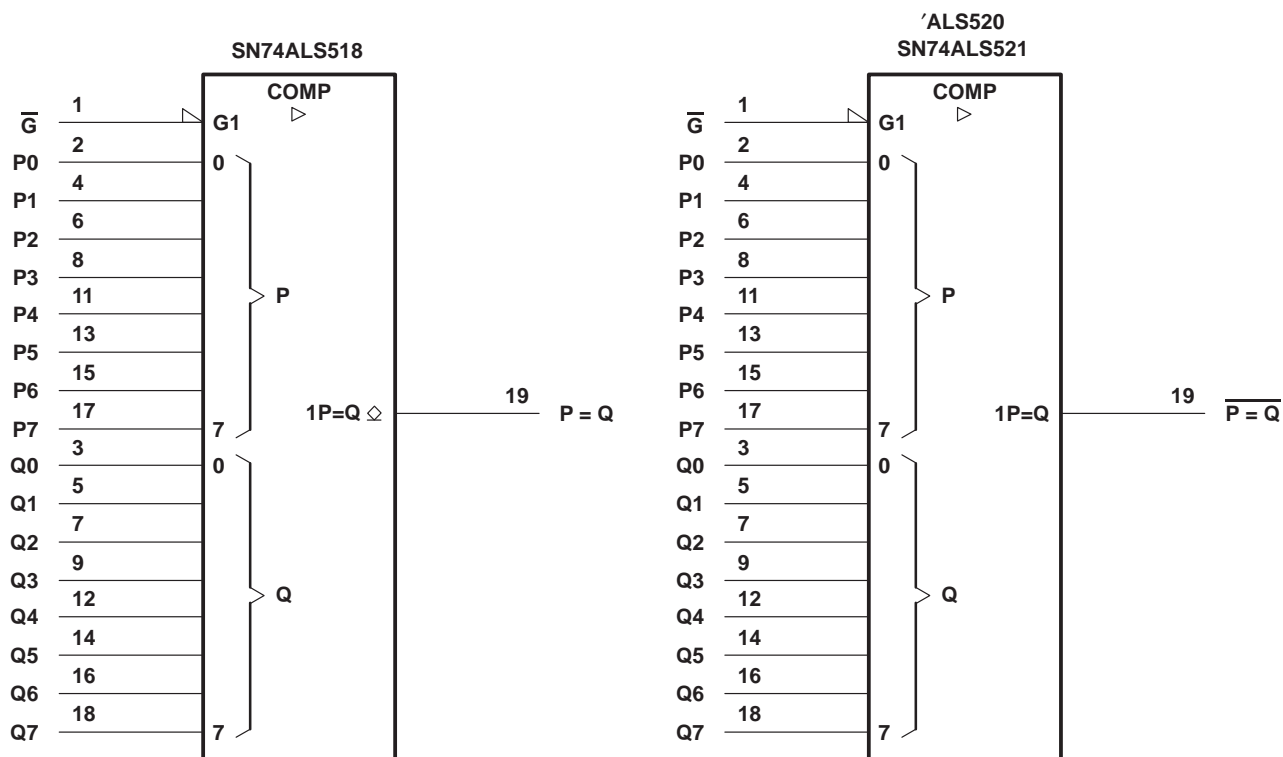 SN74ALS518
COMP
G̅
1
G1
P0
2
0
P1
4
P2
6
P3
8
P4
11
P
P5
13
P6
15
P7
17
7
1P=Q
19
P = Q
Q0
3
0
Q1
5
Q2
7
Q3
9
Q4
12
Q
Q5
14
Q6
16
Q7
18
7
′ALS520
SN74ALS521
COMP
G̅
1
G1
P0
2
0
P1
4
P2
6
P3
8
P4
11
P
P5
13
P6
15
P7
17
7
1P=Q
19
P̅ ̅=̅ ̅Q̅
Q0
3
0
Q1
5
Q2
7
Q3
9
Q4
12
Q
Q5
14
Q6
16
Q7
18
7